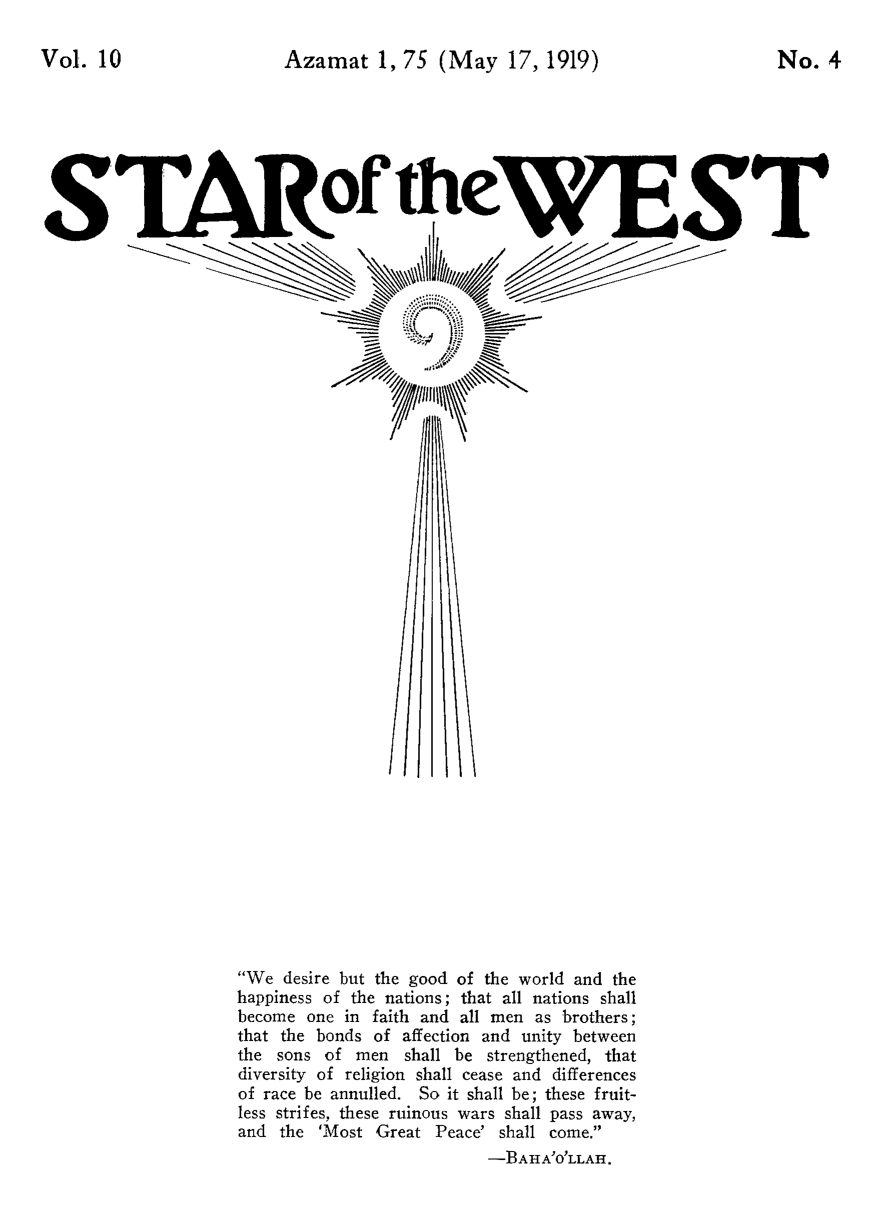 Vol. 10 Azamat 1, 75 (May 17, 1919) No. 4
STAR of the WEST
9
“We desire but the good of the world and the
happiness of the nations; that all nations shall
become one in faith and all men as brothers;
that the bonds of affection and unity between
the sons of men shall be strengthened, that
diversity of religion shall cease and differences
of race be annulled. So it shall be; these fruit-
less strifes, these ruinous wars shall pass away,
and the ‘Most Great Peace’ shall come.”
—BAHA’O’LLAH.